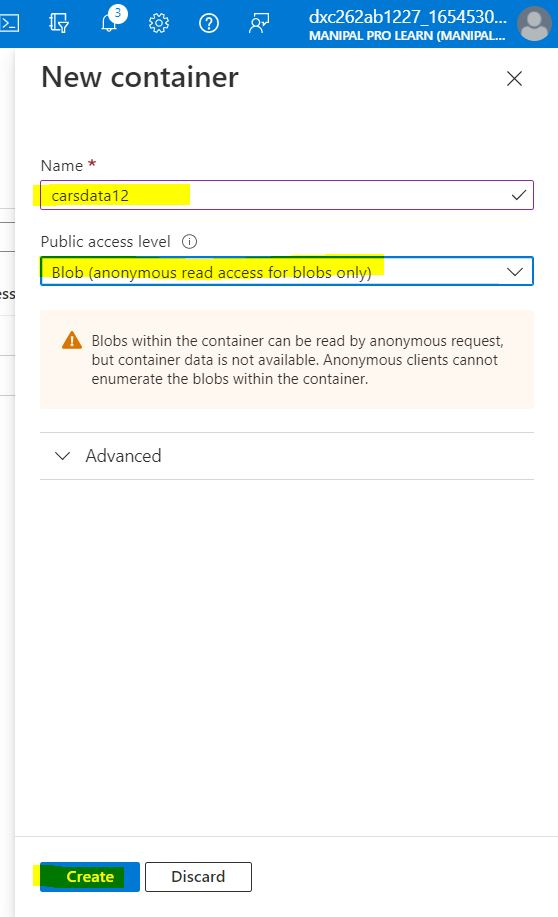 3
dxc262ab1227_1654530...
MANIPAL PRO LEARN (MANIPAL...
New container
Name *
carsdata12
Public access level
Blob (anonymous read access for blobs only)
ess
Blobs within the container can be read by anonymous request,
but container data is not available. Anonymous clients cannot
enumerate the blobs within the container.
Advanced
Create
Discard